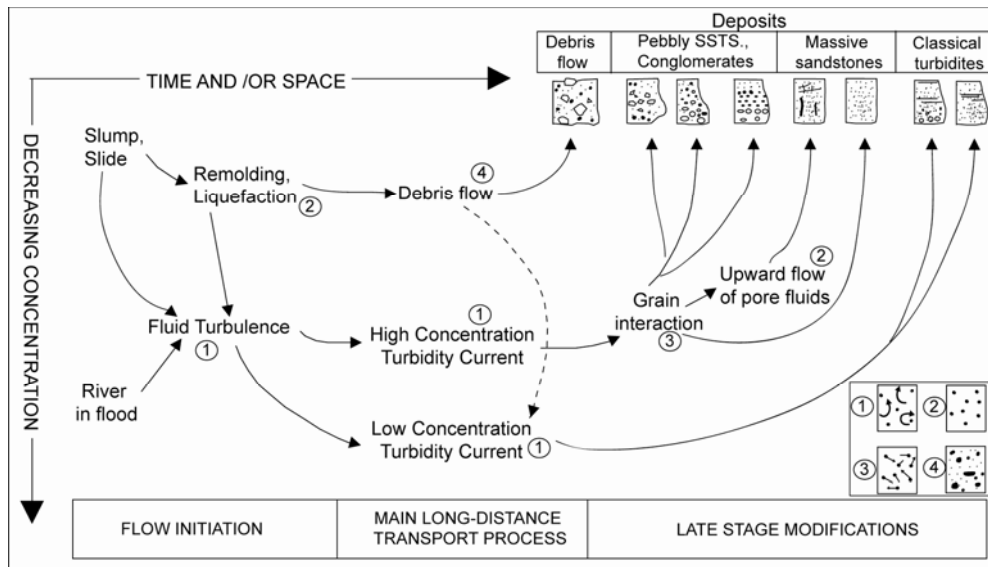 Deposits
Debris
flow
Pebbly SSTS.,
Conglomerates
Massive
sandstones
Classical
turbidites
TIME AND /OR SPACE
DECREASING CONCENTRATION
Slump,
Slide
Remolding,
Liquefaction
2
4
Debris flow
2
Upward flow
of pore fluids
Grain
interaction
3
Fluid Turbulence
1
1
High Concentration
Turbidity Current
River
in flood
Low Concentration
Turbidity Current 1
1
2
3
4
FLOW INITIATION
MAIN LONG-DISTANCE
TRANSPORT PROCESS
LATE STAGE MODIFICATIONS